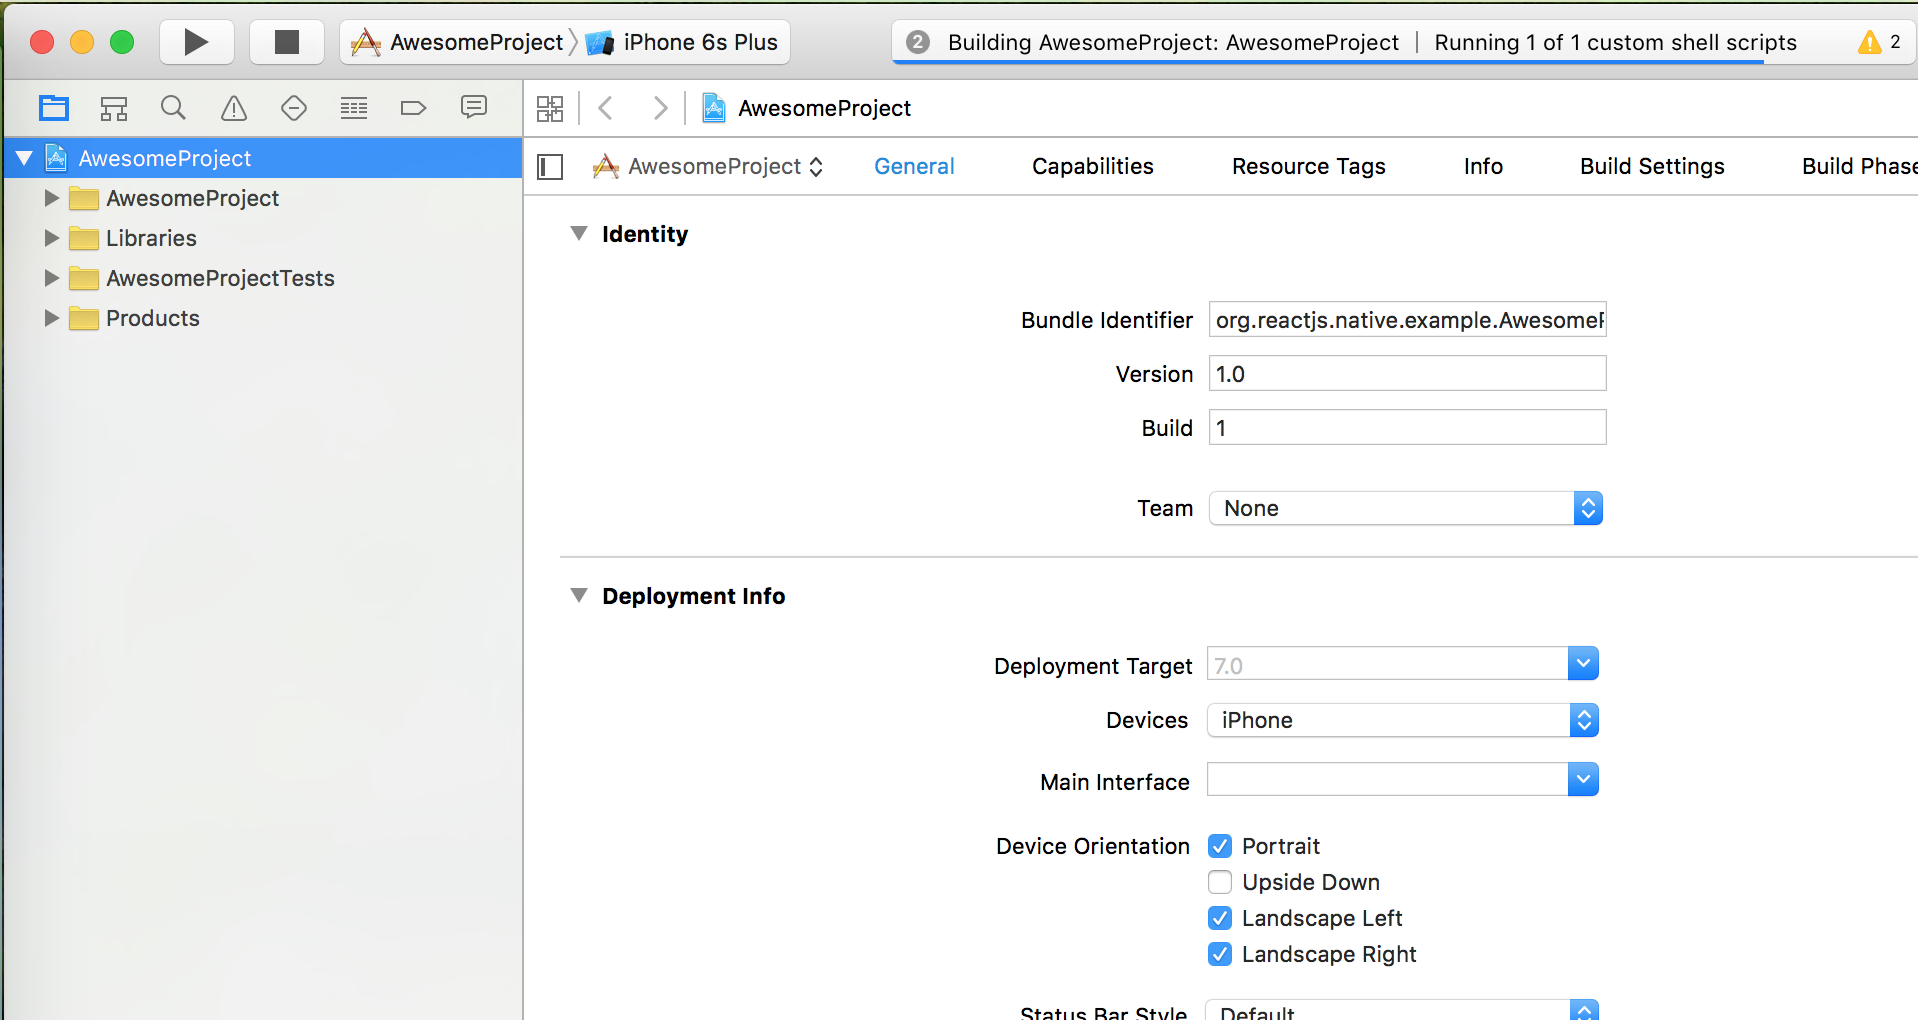 AwesomeProject iPhone 6s Plus 2 Building AwesomeProject: AwesomeProject | Running 1 of 1 custom shell scripts 2
AwesomeProject
AwesomeProject General Capabilities Resource Tags Info Build Settings Build Phase
AwesomeProject
AwesomeProject
Libraries
AwesomeProjectTests
Products
Identity
Bundle Identifier org.reactjs.native.example.Awesome
Version 1.0
Build 1
Team None
Deployment Info
Deployment Target 7.0
Devices iPhone
Main Interface
Device Orientation Portrait
Upside Down
Landscape Left
Landscape Right
Status Bar Style Default